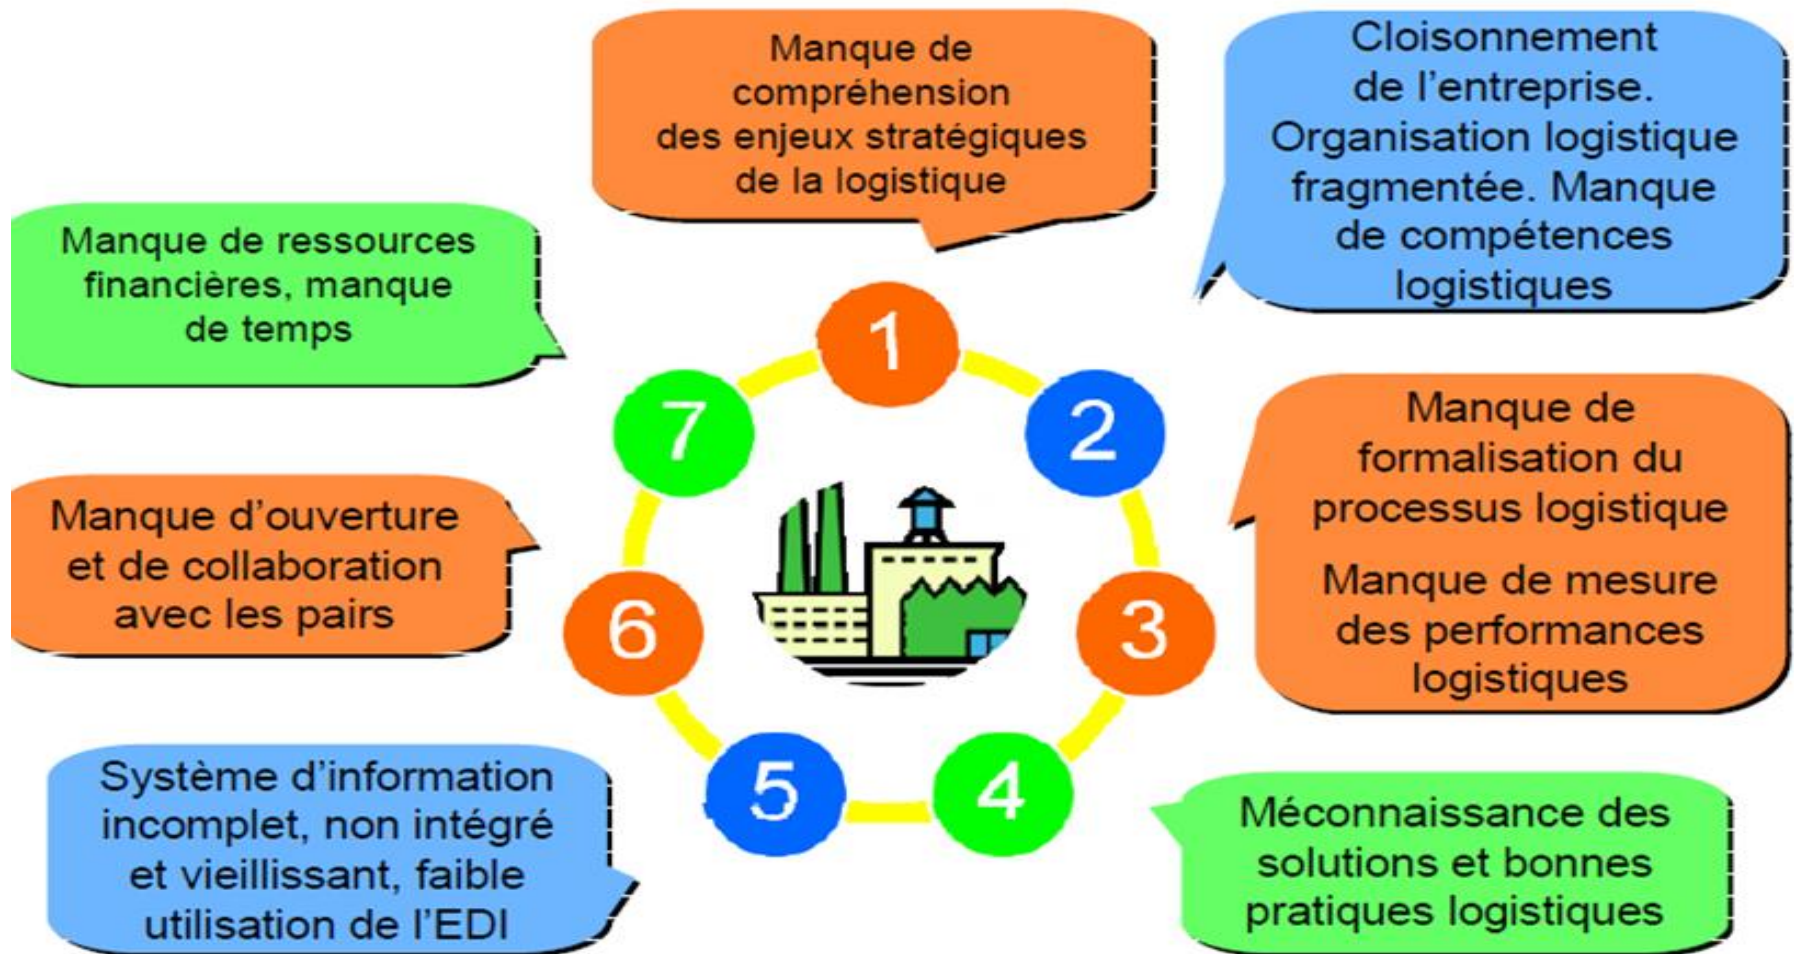 Manque de
compréhension
des enjeux stratégiques
de la logistique
Cloisonnement
de l'entreprise.
Organisation logistique
fragmentée. Manque
de compétences
logistiques
Manque de
formalisation du
processus logistique
Manque de mesure
des performances
logistiques
Méconnaissance des
solutions et bonnes
pratiques logistiques
Système d'information
incomplet, non intégré
et vieillissant, faible
utilisation de l'EDI
Manque d'ouverture
et de collaboration
avec les pairs
Manque de ressources
financières, manque
de temps
1
2
3
4
5
6
7